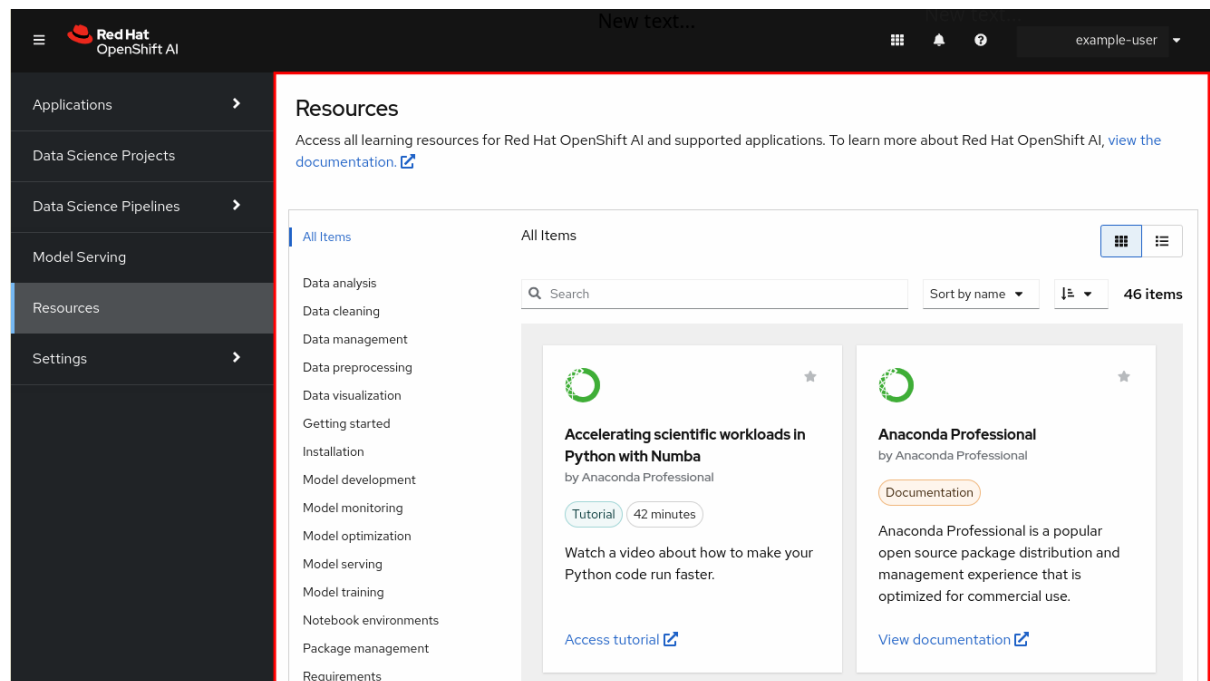 New text...
New text...
Red Hat
OpenShift AI
example-user
Applications
Data Science Projects
Data Science Pipelines
Model Serving
Resources
Settings
Resources
Access all learning resources for Red Hat OpenShift AI and supported applications. To learn more about Red Hat OpenShift AI, view the
documentation.
All Items
Data analysis
Data cleaning
Data management
Data preprocessing
Data visualization
Getting started
Installation
Model development
Model monitoring
Model optimization
Model serving
Model training
Notebook environments
Package management
Requirements
All Items
Search
Sort by name
46 items
Accelerating scientific workloads in
Python with Numba
by Anaconda Professional
Tutorial
42 minutes
Watch a video about how to make your
Python code run faster.
Access tutorial
Anaconda Professional
by Anaconda Professional
Documentation
Anaconda Professional is a popular
open source package distribution and
management experience that is
optimized for commercial use.
View documentation